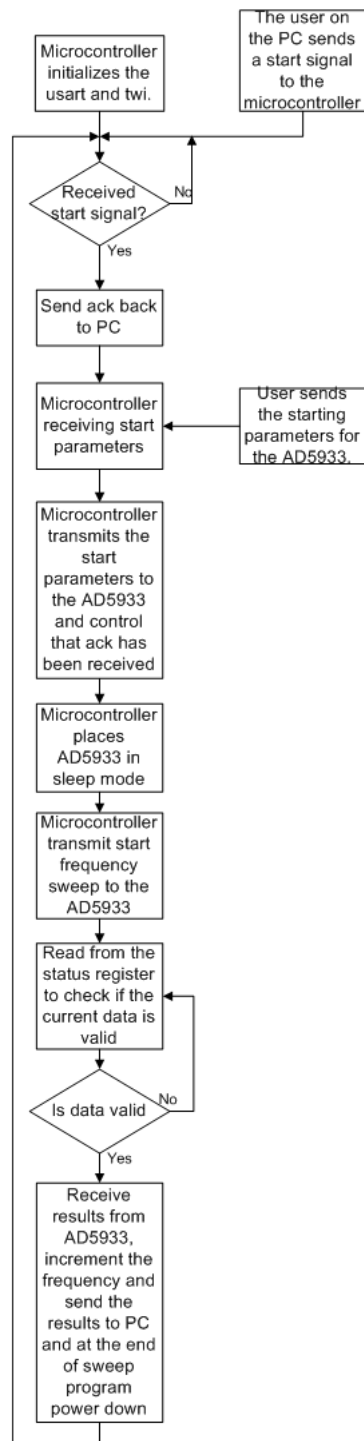 Microcontroller
initializes the
usart and twi.
The user on
the PC sends
a start signal
to the
microcontroller
Received
start signal?
No
Yes
Send ack back
to PC
Microcontroller
receiving start
parameters
User sends
the starting
parameters for
the AD5933.
Microcontroller
transmits the
start
parameters to
the AD5933
and control
that ack has
been received
Microcontroller
places
AD5933 in
sleep mode
Microcontroller
transmit start
frequency
sweep to the
AD5933
Read from the
status register
to check if the
current data is
valid
Is data valid
No
Yes
Receive
results from
AD5933,
increment the
frequency and
send the
results to PC
and at the end
of sweep
program
power down